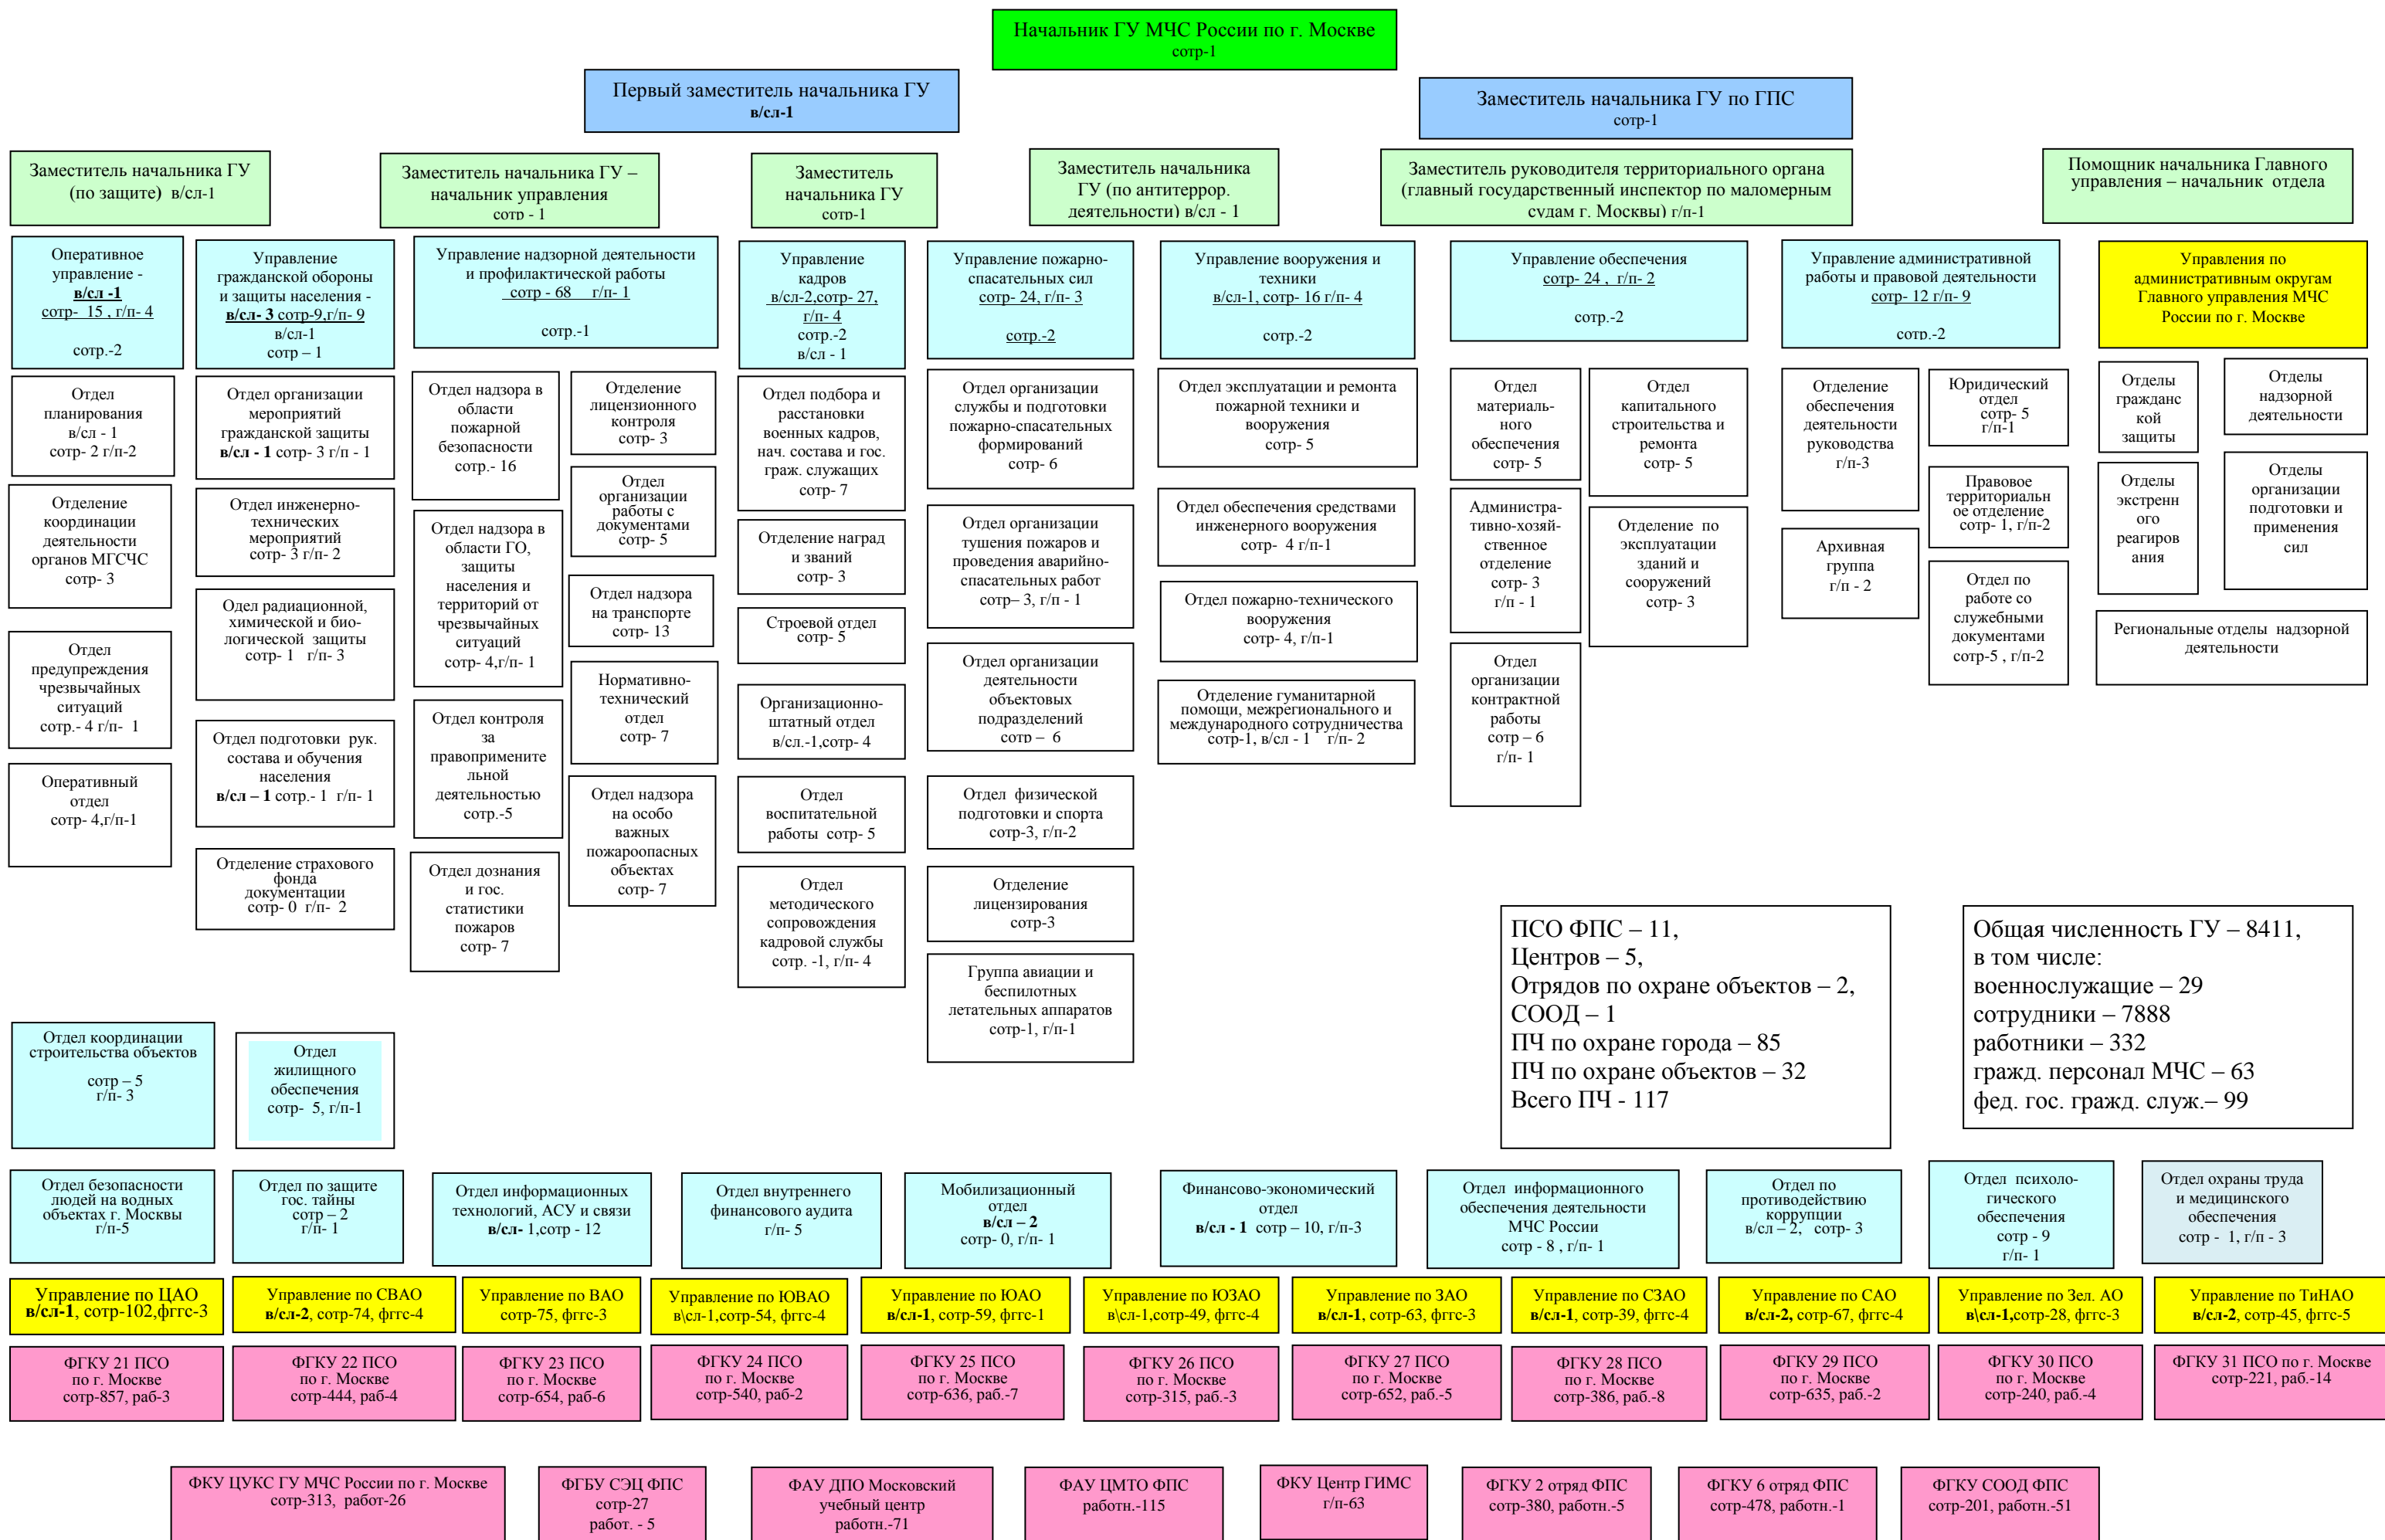 Начальник ГУ МЧС России по г. Москве
сотр-1
Первый заместитель начальника ГУ
в/сл-1
Заместитель начальника ГУ по ГПС
сотр-1
Заместитель начальника ГУ
(по защите) в/сл-1
Заместитель начальника ГУ –
начальник управления
сотр - 1
Заместитель
начальника ГУ
сотр-1
Заместитель начальника
ГУ (по антитеррор.
деятельности) в/сл - 1
Заместитель руководителя территориального органа
(главный государственный инспектор по маломерным
судам г. Москвы) г/п-1
Помощник начальника Главного
управления – начальник отдела
Оперативное
управление -
в/сл -1
сотр- 15 , г/п- 4
сотр.-2
Управление
гражданской обороны
и защиты населения -
в/сл- 3 сотр-9,г/п- 9
в/сл-1
сотр – 1
Управление надзорной деятельности
и профилактической работы
сотр - 68 г/п- 1
сотр.-1
Управление
кадров
в/сл-2,сотр- 27,
г/п- 4
сотр.-2
в/сл - 1
Управление пожарно-
спасательных сил
сотр- 24, г/п- 3
сотр.-2
Управление вооружения и
техники
в/сл-1, сотр- 16 г/п- 4
сотр.-2
Управление обеспечения
сотр- 24 , г/п- 2
сотр.-2
Управление административной
работы и правовой деятельности
сотр- 12 г/п- 9
сотр.-2
Управления по
административным округам
Главного управления МЧС
России по г. Москве
Отдел
планирования
в/сл - 1
сотр- 2 г/п-2
Отделение
координации
деятельности
органов МГСЧС
сотр- 3
Отдел
предупреждения
чрезвычайных
ситуаций
сотр.- 4 г/п- 1
Оперативный
отдел
сотр- 4,г/п-1
Отдел организации
мероприятий
гражданской защиты
в/сл - 1 сотр- 3 г/п - 1
Отдел инженерно-
технических
мероприятий
сотр- 3 г/п- 2
Одел радиационной,
химической и био-
логической защиты
сотр- 1 г/п- 3
Отдел подготовки рук.
состава и обучения
населения
в/сл – 1 сотр.- 1 г/п- 1
Отделение страхового
фонда
документации
сотр- 0 г/п- 2
Отдел надзора в
области
пожарной
безопасности
сотр.- 16
Отдел надзора в
области ГО,
защиты
населения и
территорий от
чрезвычайных
ситуаций
сотр- 4,г/п- 1
Отдел контроля
за
правопримените
льной
деятельностью
сотр.-5
Отдел дознания
и гос.
статистики
пожаров
сотр- 7
Отделение
лицензионного
контроля
сотр- 3
Отдел
организации
работы с
документами
сотр- 5
Отдел надзора
на транспорте
сотр- 13
Нормативно-
технический
отдел
сотр- 7
Отдел надзора
на особо
важных
пожароопасных
объектах
сотр- 7
Отдел подбора и
расстановки
военных кадров,
нач. состава и гос.
граж. служащих
сотр- 7
Отделение наград
и званий
сотр- 3
Строевой отдел
сотр- 5
Организационно-
штатный отдел
в/сл.-1,сотр- 4
Отдел
воспитательной
работы сотр- 5
Отдел
методического
сопровождения
кадровой службы
сотр. -1, г/п- 4
Отдел организации
службы и подготовки
пожарно-спасательных
формирований
сотр- 6
Отдел организации
тушения пожаров и
проведения аварийно-
спасательных работ
сотр– 3, г/п - 1
Отдел организации
деятельности
объектовых
подразделений
сотр – 6
Отдел физической
подготовки и спорта
сотр-3, г/п-2
Отделение
лицензирования
сотр-3
Группа авиации и
беспилотных
летательных аппаратов
сотр-1, г/п-1
Отдел эксплуатации и ремонта
пожарной техники и
вооружения
сотр- 5
Отдел обеспечения средствами
инженерного вооружения
сотр- 4 г/п-1
Отдел пожарно-технического
вооружения
сотр- 4, г/п-1
Отделение гуманитарной
помощи, межрегионального и
международного сотрудничества
сотр-1, в/сл - 1 г/п- 2
Отдел
материаль-
ного
обеспечения
сотр- 5
Администра-
тивно-хозяй-
ственное
отделение
сотр- 3
г/п - 1
Отдел
организации
контрактной
работы
сотр – 6
г/п- 1
Отдел
капитального
строительства и
ремонта
сотр- 5
Отделение по
эксплуатации
зданий и
сооружений
сотр- 3
Отделение
обеспечения
деятельности
руководства
г/п-3
Архивная
группа
г/п - 2
Юридический
отдел
сотр- 5
г/п-1
Правовое
территориальн
ое отделение
сотр- 1, г/п-2
Отдел по
работе со
служебными
документами
сотр-5 , г/п-2
Отделы
гражданс
кой
защиты
Отделы
надзорной
деятельности
Отделы
экстренн
ого
реагиров
ания
Отделы
организации
подготовки и
применения
сил
Региональные отделы надзорной
деятельности
ПСО ФПС – 11,
Центров – 5,
Отрядов по охране объектов – 2,
СООД – 1
ПЧ по охране города – 85
ПЧ по охране объектов – 32
Всего ПЧ - 117
Общая численность ГУ – 8411,
в том числе:
военнослужащие – 29
сотрудники – 7888
работники – 332
гражд. персонал МЧС – 63
фед. гос. гражд. служ.– 99
Отдел координации
строительства объектов
сотр – 5
г/п- 3
Отдел
жилищного
обеспечения
сотр- 5, г/п-1
Отдел безопасности
людей на водных
объектах г. Москвы
г/п-5
Отдел по защите
гос. тайны
сотр – 2
г/п- 1
Отдел информационных
технологий, АСУ и связи
в/сл- 1,сотр - 12
Отдел внутреннего
финансового аудита
г/п- 5
Мобилизационный
отдел
в/сл – 2
сотр- 0, г/п- 1
Финансово-экономический
отдел
в/сл - 1 сотр – 10, г/п-3
Отдел информационного
обеспечения деятельности
МЧС России
сотр - 8 , г/п- 1
Отдел по
противодействию
коррупции
в/сл – 2, сотр- 3
Отдел психоло-
гического
обеспечения
сотр - 9
г/п- 1
Отдел охраны труда
и медицинского
обеспечения
сотр - 1, г/п - 3
Управление по ЦАО
в/сл-1, сотр-102,фггс-3
Управление по СВАО
в/сл-2, сотр-74, фггс-4
Управление по ВАО
сотр-75, фггс-3
Управление по ЮВАО
в\сл-1,сотр-54, фггс-4
Управление по ЮАО
в/сл-1, сотр-59, фггс-1
Управление по ЮЗАО
в\сл-1,сотр-49, фггс-4
Управление по ЗАО
в/сл-1, сотр-63, фггс-3
Управление по СЗАО
в/сл-1, сотр-39, фггс-4
Управление по САО
в/сл-2, сотр-67, фггс-4
Управление по Зел. АО
в\сл-1,сотр-28, фггс-3
Управление по ТиНАО
в/сл-2, сотр-45, фггс-5
ФГКУ 21 ПСО
по г. Москве
сотр-857, раб-3
ФГКУ 22 ПСО
по г. Москве
сотр-444, раб-4
ФГКУ 23 ПСО
по г. Москве
сотр-654, раб-6
ФГКУ 24 ПСО
по г. Москве
сотр-540, раб-2
ФГКУ 25 ПСО
по г. Москве
сотр-636, раб.-7
ФГКУ 26 ПСО
по г. Москве
сотр-315, раб.-3
ФГКУ 27 ПСО
по г. Москве
сотр-652, раб.-5
ФГКУ 28 ПСО
по г. Москве
сотр-386, раб.-8
ФГКУ 29 ПСО
по г. Москве
сотр-635, раб.-2
ФГКУ 30 ПСО
по г. Москве
сотр-240, раб.-4
ФГКУ 31 ПСО по г. Москве
сотр-221, раб.-14
ФКУ ЦУКС ГУ МЧС России по г. Москве
сотр-313, работ-26
ФГБУ СЭЦ ФПС
сотр-27
работ. - 5
ФАУ ДПО Московский
учебный центр
работн.-71
ФАУ ЦМТО ФПС
работн.-115
ФКУ Центр ГИМС
г/п-63
ФГКУ 2 отряд ФПС
сотр-380, работн.-5
ФГКУ 6 отряд ФПС
сотр-478, работн.-1
ФГКУ СООД ФПС
сотр-201, работн.-51